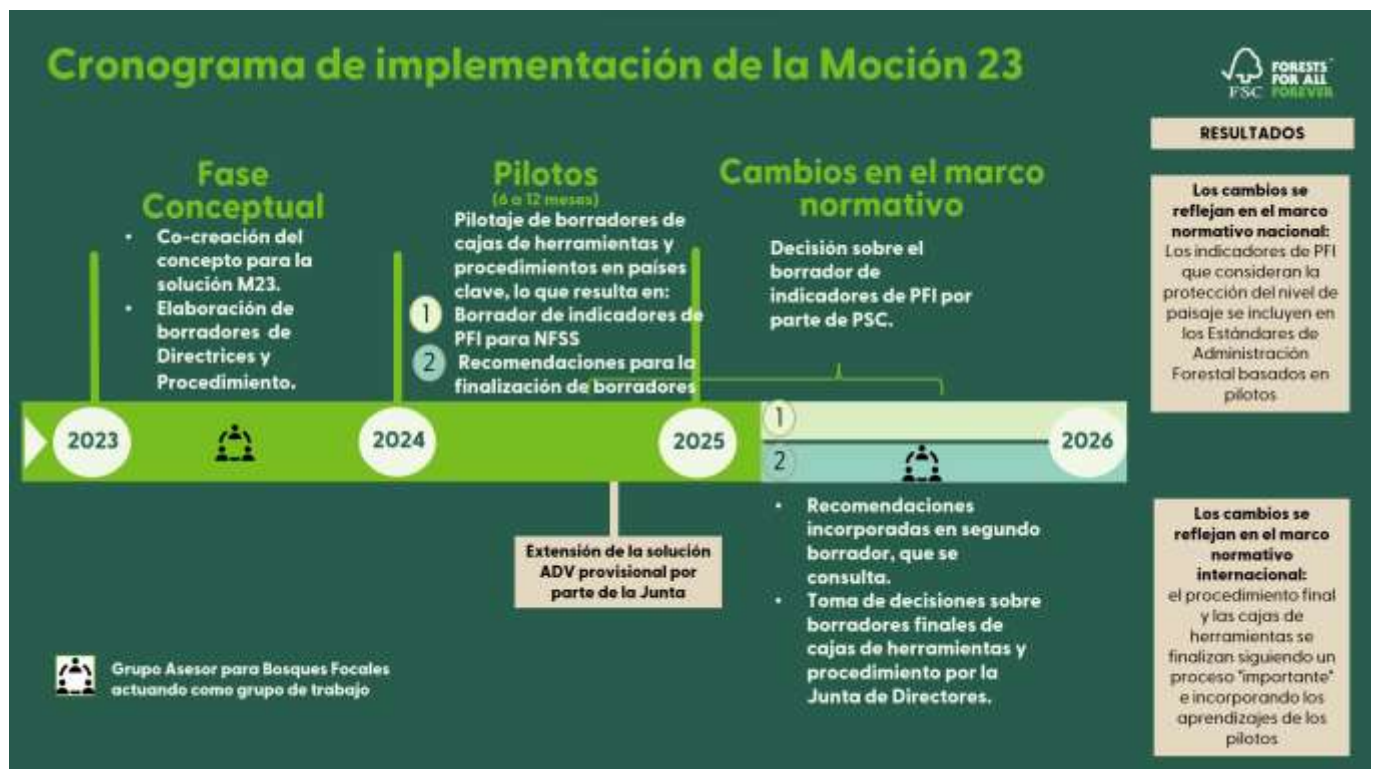 Cronograma de implementación de la Moción 23
FSC
FORESTS
FOR ALL
FOREVER
Fase
Conceptual
• Co-creación del
concepto para la
solución M23.
• Elaboración de
borradores de
Directrices y
Procedimiento.
Pilotos
(6 a 12 meses)
Pilotaje de borradores de
cajas de herramientas y
procedimientos en países
clave, lo que resulta en:
1 Borrador de indicadores de
PFI para NFSS
2 Recomendaciones para la
finalización de borradores
Cambios en el marco
normativo
Decisión sobre el
borrador de
indicadores de PFI por
parte de PSC.
2023
2024
2025
1
2
2026
Extensión de la solución
ADV provisional por
parte de la Junta
• Recomendaciones
incorporadas en segundo
borrador, que se
consulta.
• Toma de decisiones sobre
borradores finales de
cajas de herramientas y
procedimiento por la
Junta de Directores.
Grupo Asesor para Bosques Focales
actuando como grupo de trabajo
RESULTADOS
Los cambios se
reflejan en el marco
normativo nacional:
Los indicadores de PFI
que consideran la
protección del nivel de
paisaje se incluyen en
los Estándares de
Administración
Forestal basados en
pilotos
Los cambios se
reflejan en el marco
normativo
internacional:
el procedimiento final
y las cajas de
herramientas se
finalizan siguiendo un
proceso "importante"
e incorporando los
aprendizajes de los
pilotos